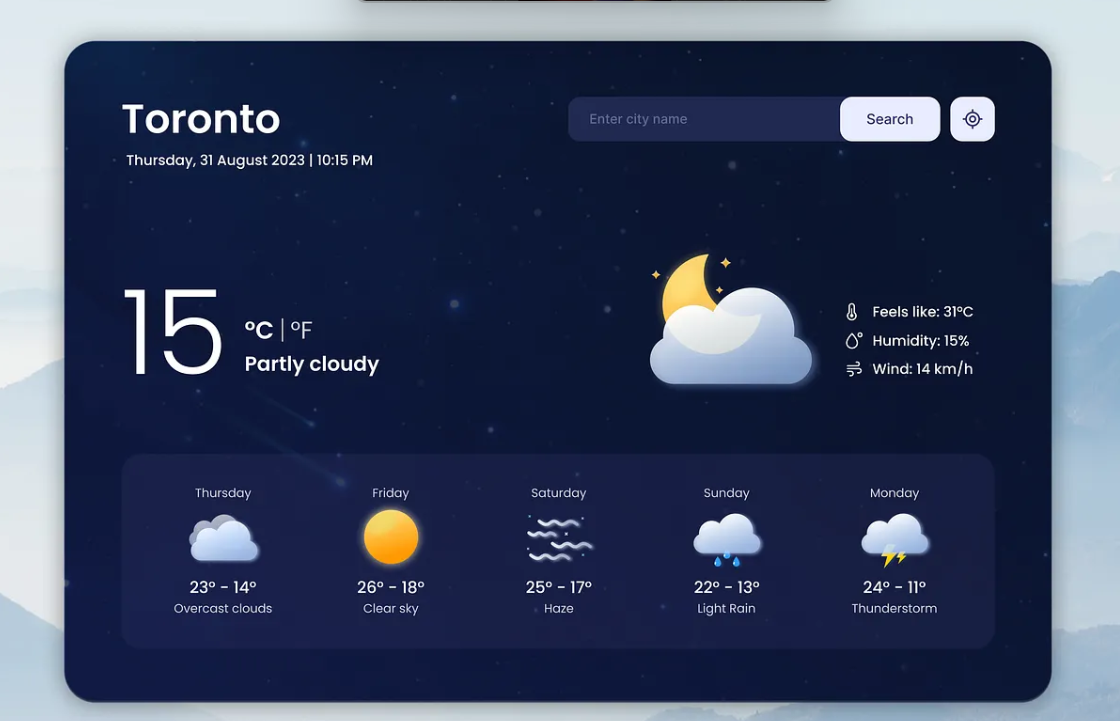 Toronto
Enter city name
Search
Thursday, 31 August 2023 | 10:15 PM
15
°C | °F
Partly cloudy
Feels like: 31°C
Humidity: 15%
Wind: 14 km/h
Thursday
Friday
Saturday
Sunday
Monday
23° - 14°
26° - 18°
25° - 17°
22° - 13°
24° - 11°
Overcast clouds
Clear sky
Haze
Light Rain
Thunderstorm